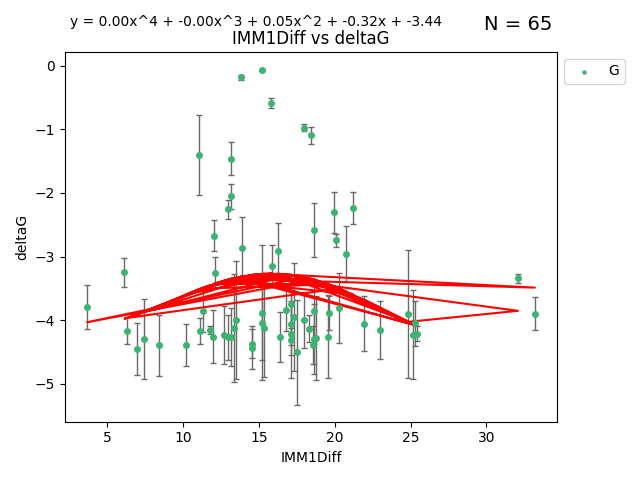 y = 0.00x^4 + -0.00x^3 + 0.05x^2 + -0.32x + -3.44
N = 65
IMM1Diff vs deltaG
G
deltaG
0
−1
−2
−3
−4
−5
5 10 15 20 25 30
IMM1Diff